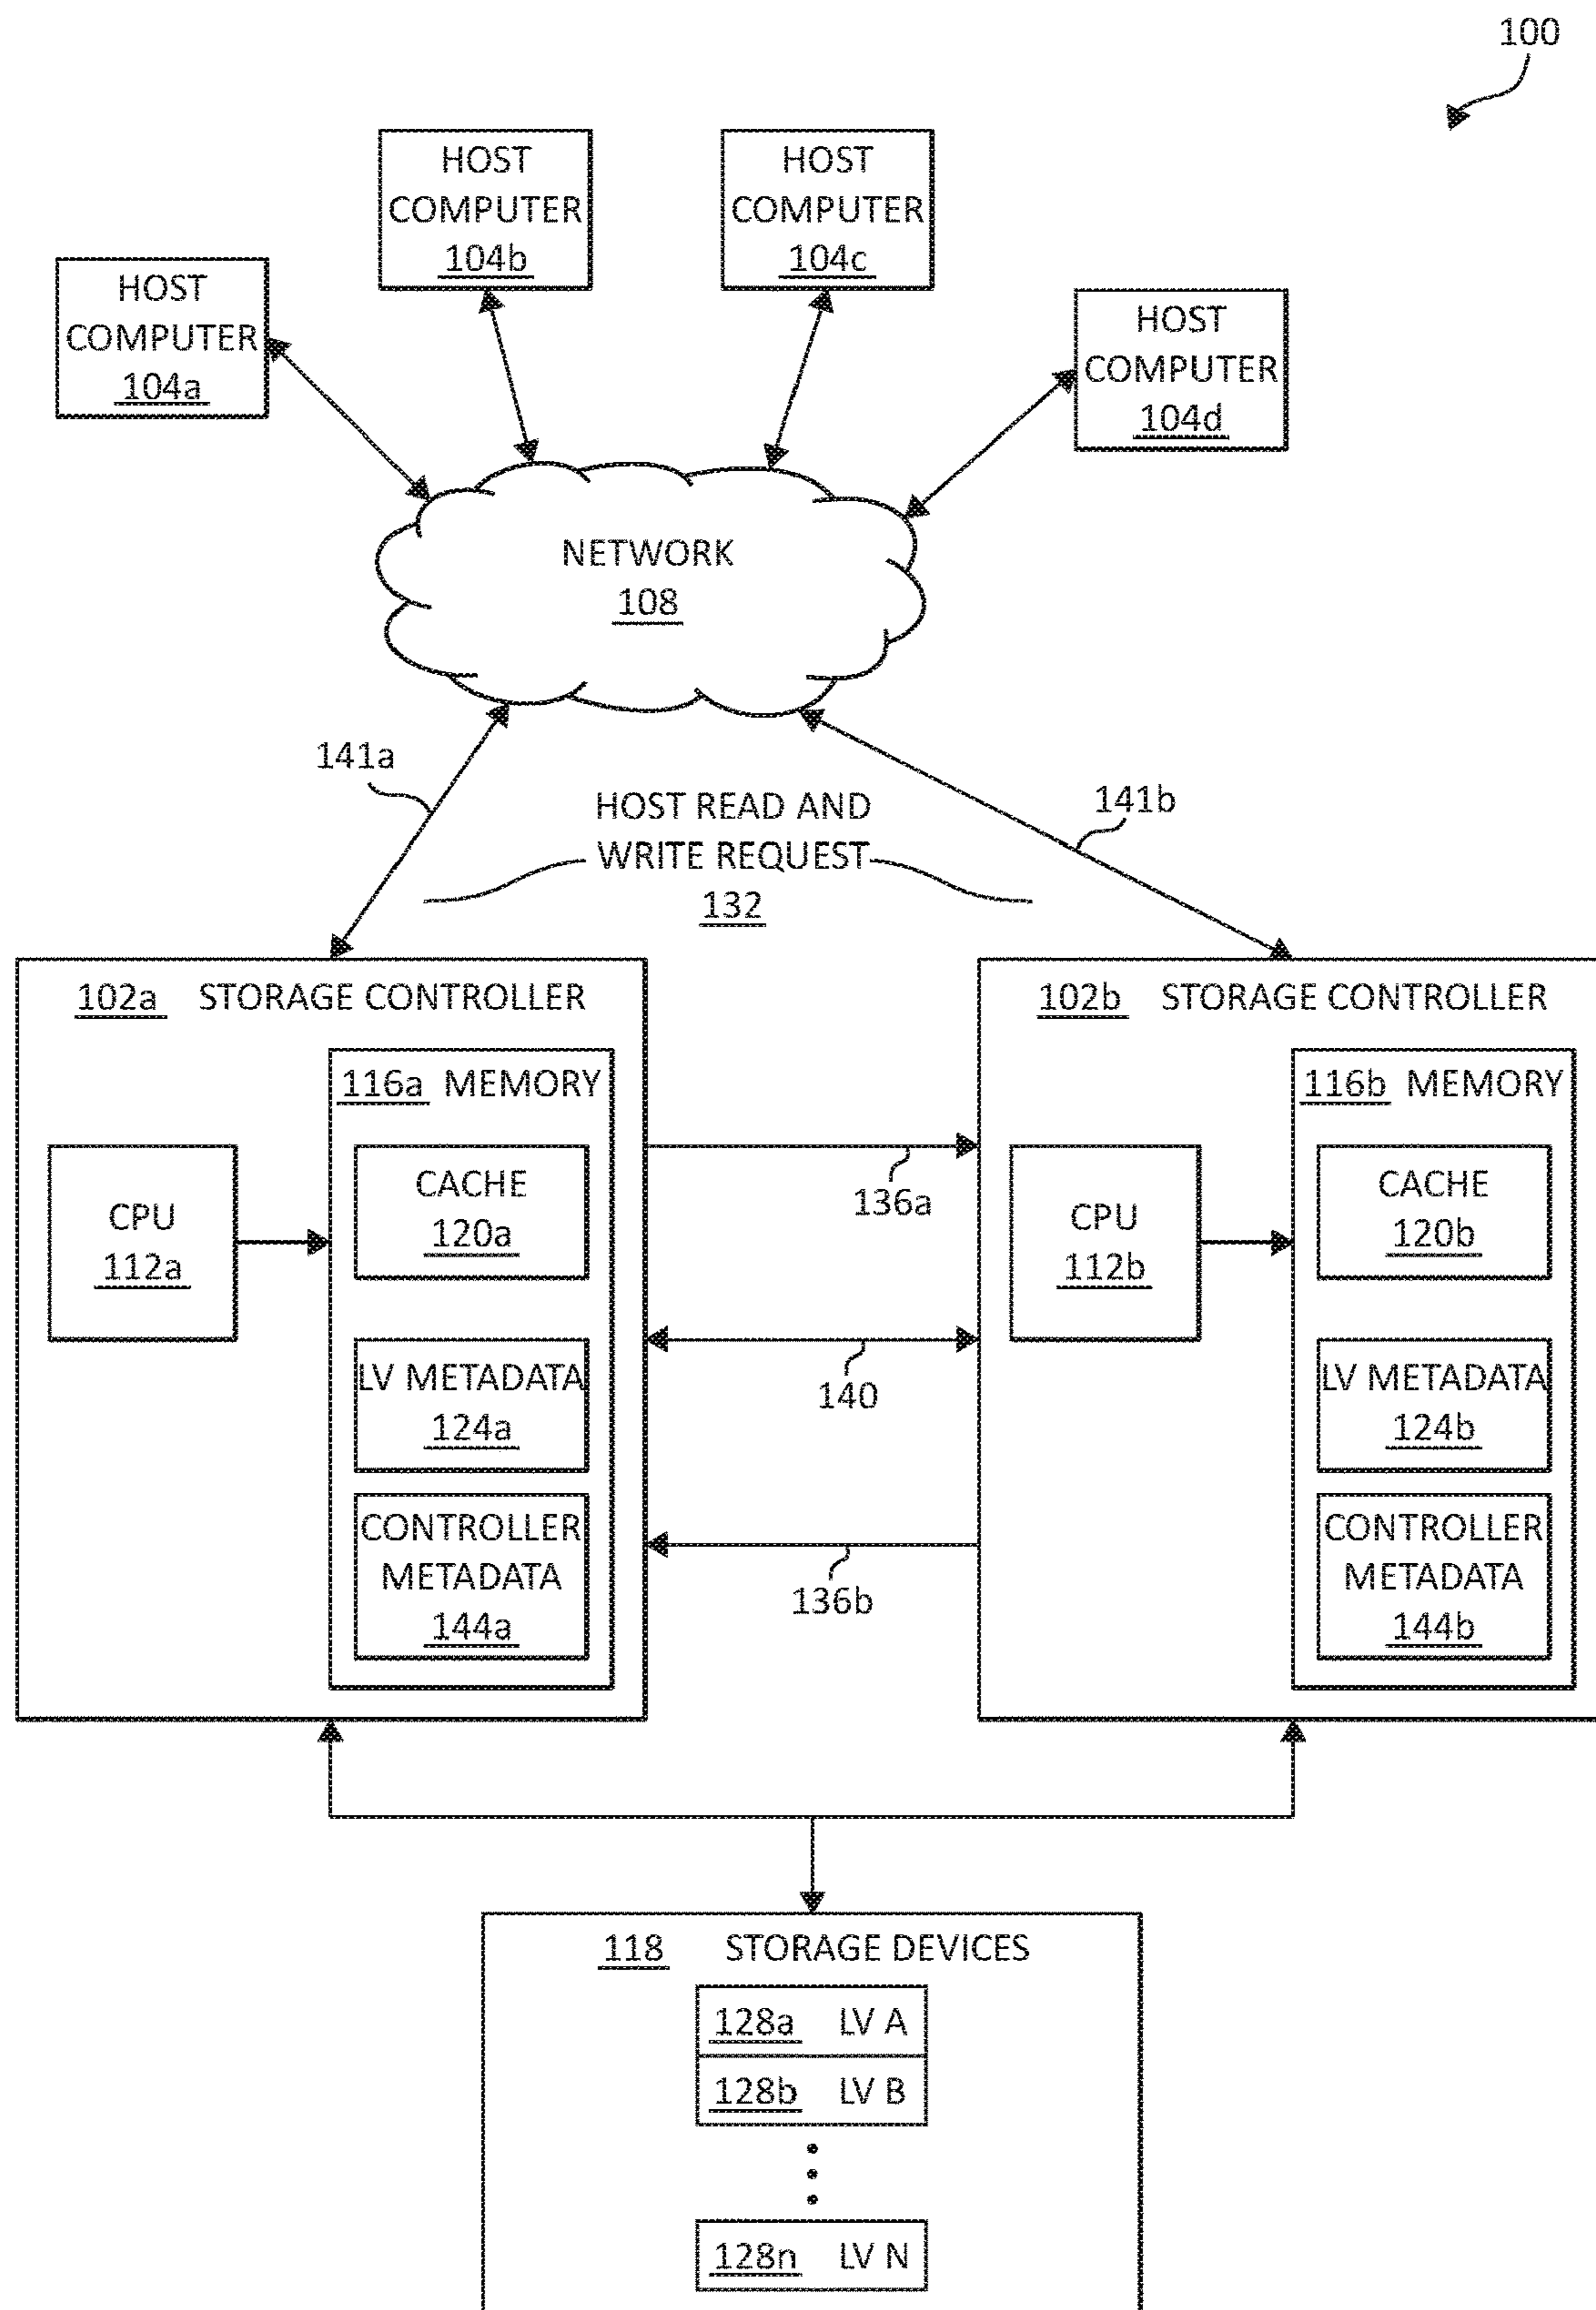 100
HOST
COMPUTER
104b
HOST
COMPUTER
104c
HOST
COMPUTER
104a
HOST
COMPUTER
104d
NETWORK
108
141a
HOST READ AND
WRITE REQUEST
132
141b
102a STORAGE CONTROLLER
116a MEMORY
CPU
112a
CACHE
120a
LV METADATA
124a
CONTROLLER
METADATA
144a
136a
140
136b
102b STORAGE CONTROLLER
116b MEMORY
CPU
112b
CACHE
120b
LV METADATA
124b
CONTROLLER
METADATA
144b
118 STORAGE DEVICES
128a LV A
128b LV B
128n LV N